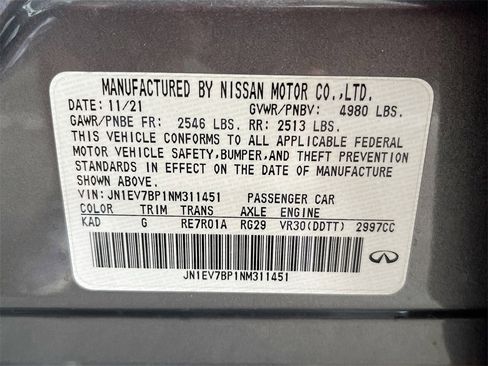 MANUFACTURED BY NISSAN MOTOR CO.,LTD.
DATE: 11/21 GVWR/PNBV: 4980 LBS.
GAWR/PNBE FR: 2546 LBS. RR: 2513 LBS.
THIS VEHICLE CONFORMS TO ALL APPLICABLE FEDERAL
MOTOR VEHICLE SAFETY, BUMPER, AND THEFT PREVENTION
STANDARDS IN EFFECT ON THE DATE OF MANUFACTURE
SHOWN ABOVE.
VIN: JN1EV7BP1NM311451 PASSENGER CAR
COLOR TRIM TRANS AXLE ENGINE
KAD G RE7R01A RG29 VR30(DDTT) 2997CC
JN1EV7BP1NM311451